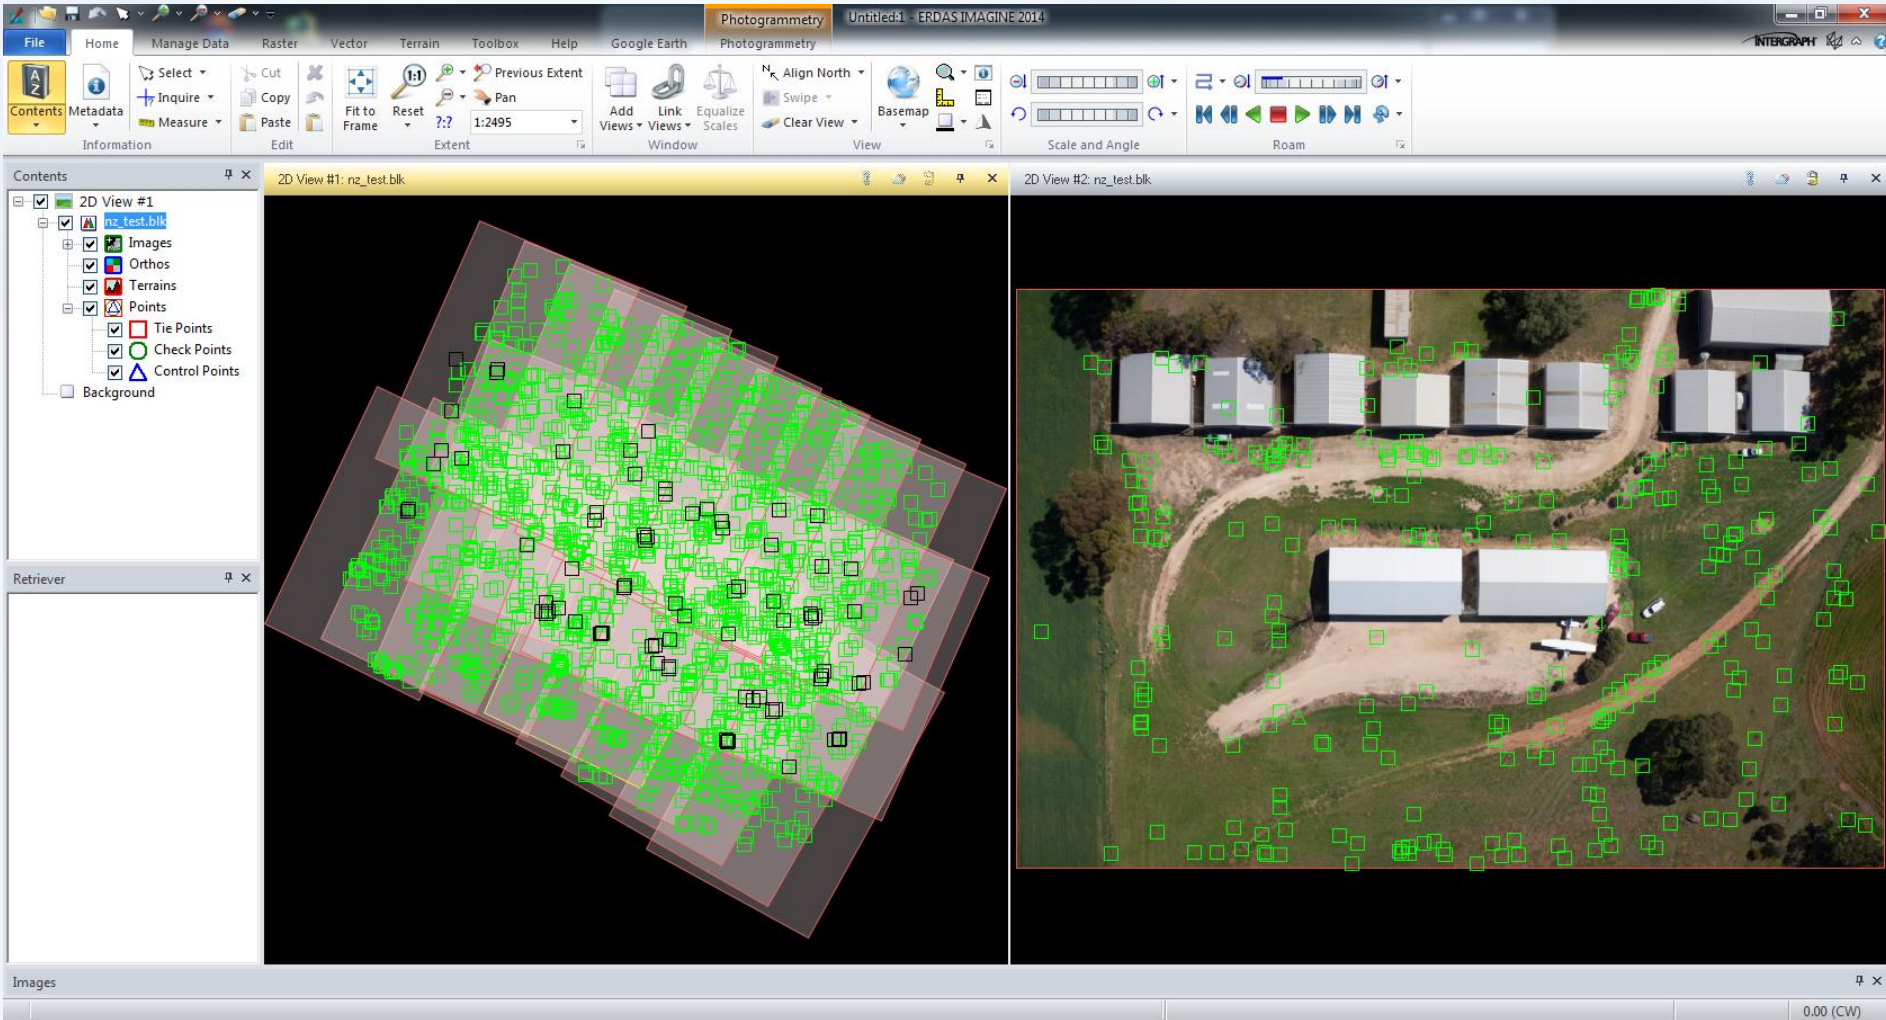 Photogrammetry
Untitled:1 - ERDAS IMAGINE 2014
File
Home
Manage Data
Raster
Vector
Terrain
Toolbox
Help
Google Earth
Photogrammetry
INTERGRAPH
Contents
Metadata
Select
Inquire
Measure
Information
Cut
Copy
Paste
Edit
Fit to
Frame
1:1
Reset
Previous Extent
Pan
?:?
1:2495
Extent
Add
Views
Link
Views
Equalize
Scales
Window
Align North
Swipe
Clear View
Basemap
View
Scale and Angle
Roam
Contents
2D View #1
nz_test.blk
Images
Orthos
Terrains
Points
Tie Points
Check Points
Control Points
Background
Retriever
2D View #1: nz_test.blk
2D View #2: nz_test.blk
Images
0.00 (CW)